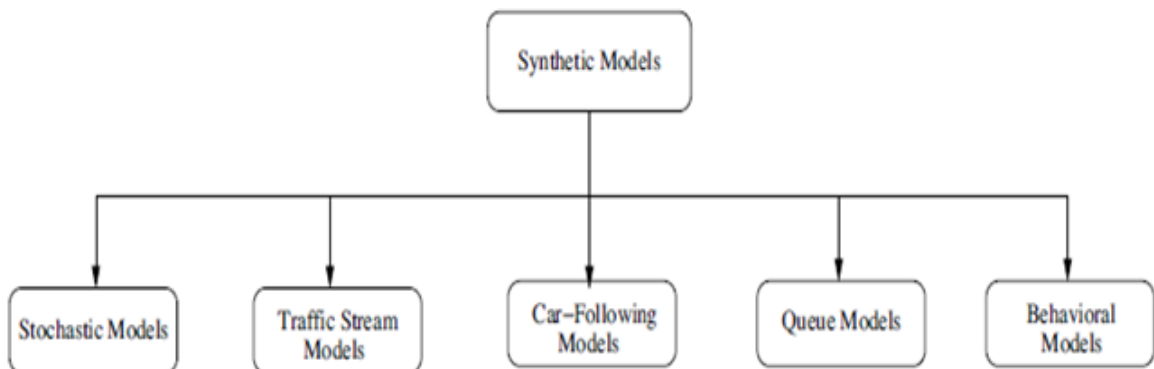 Synthetic Models
Stochastic Models
Traffic Stream
Models
Car–Following
Models
Queue Models
Behavioral
Models